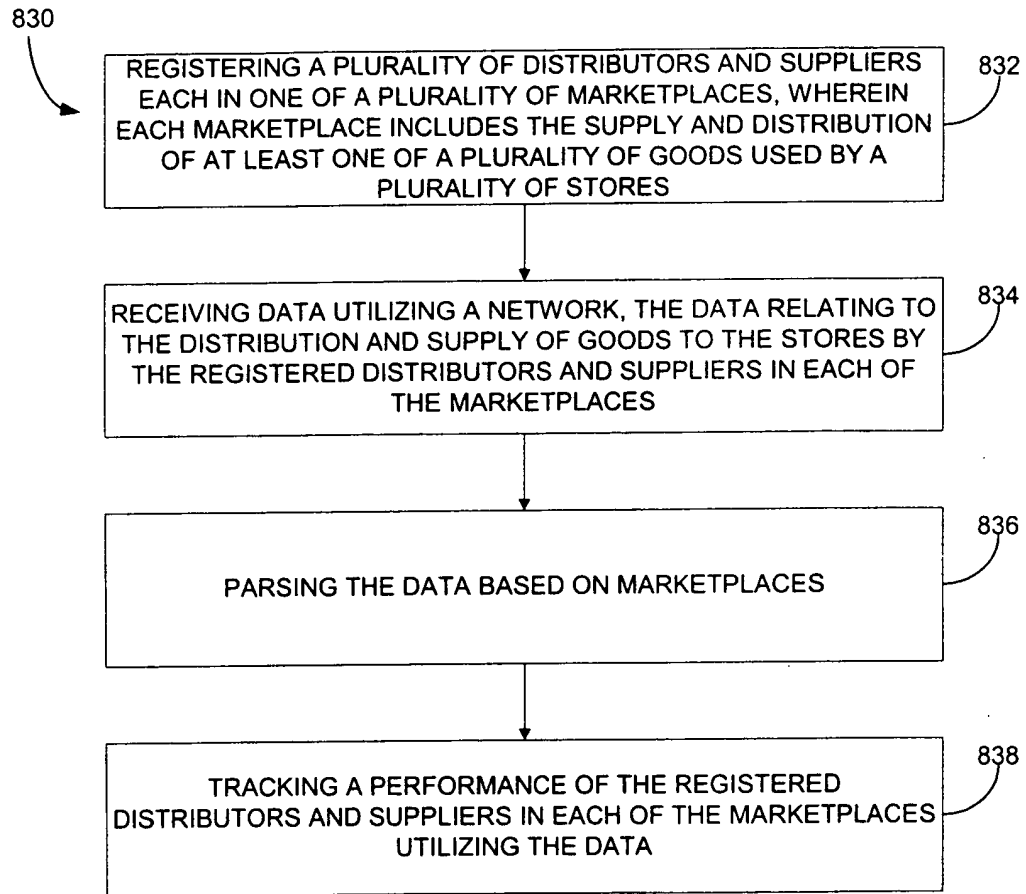 830
REGISTERING A PLURALITY OF DISTRIBUTORS AND SUPPLIERS
EACH IN ONE OF A PLURALITY OF MARKETPLACES, WHEREIN
EACH MARKETPLACE INCLUDES THE SUPPLY AND DISTRIBUTION
OF AT LEAST ONE OF A PLURALITY OF GOODS USED BY A
PLURALITY OF STORES
832
RECEIVING DATA UTILIZING A NETWORK, THE DATA RELATING TO
THE DISTRIBUTION AND SUPPLY OF GOODS TO THE STORES BY
THE REGISTERED DISTRIBUTORS AND SUPPLIERS IN EACH OF
THE MARKETPLACES
834
PARSING THE DATA BASED ON MARKETPLACES
836
TRACKING A PERFORMANCE OF THE REGISTERED
DISTRIBUTORS AND SUPPLIERS IN EACH OF THE MARKETPLACES
UTILIZING THE DATA
838